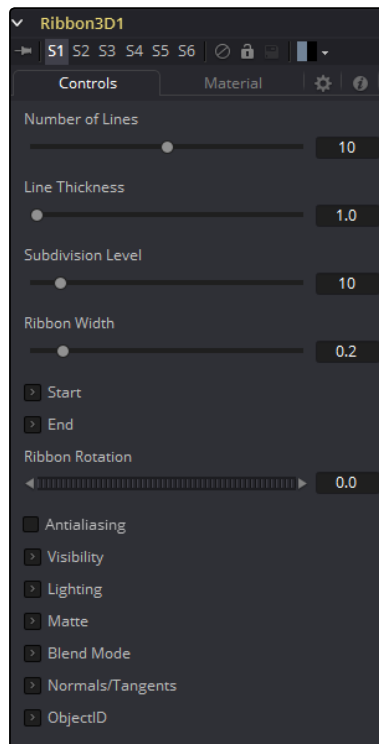 Ribbon3D1
S1 S2 S3 S4 S5 S6
Controls Material
Number of Lines
10
Line Thickness
1.0
Subdivision Level
10
Ribbon Width
0.2
Start
End
Ribbon Rotation
0.0
Antialiasing
Visibility
Lighting
Matte
Blend Mode
Normals/Tangents
ObjectID